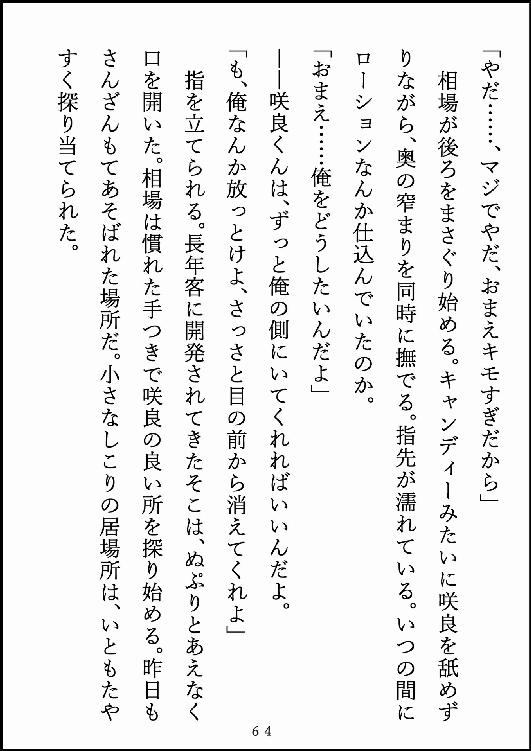 「やだ……、マジでやだ、おまえキモすぎだから」
相場が後ろをまさぐり始める。キャンディーみたいに咲良を舐めず
りながら、奥の窄まりを同時に撫でる。指先が濡れている。いつの間に
ローションなんか仕込んでいたのか。
「おまえ……俺をどうしたいんだよ」
——咲良くんは、ずっと俺の側にいてくれればいいんだよ。
「も、俺なんか放っとけよ、さっさと目の前から消えてくれよ」
指を立てられる。長年客に開発されてきたそこは、ぬぷりとあえなく
口を開いた。相場は慣れた手つきで咲良の良い所を探り始める。昨日も
さんざんもてあそばれた場所だ。小さなしこりの居場所は、いともたや
すく探り当てられた。
64